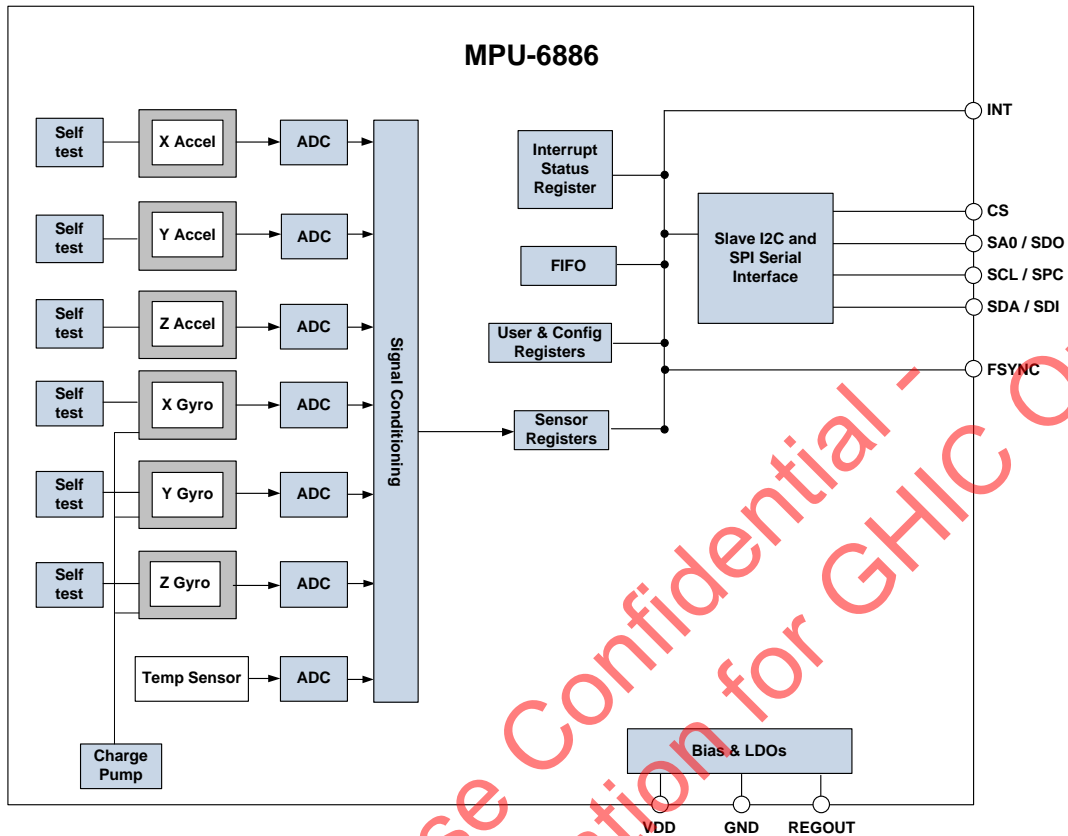 MPU-6886
Self
test
X Accel
ADC
Self
test
Y Accel
ADC
Self
test
Z Accel
ADC
Self
test
X Gyro
ADC
Self
test
Y Gyro
ADC
Self
test
Z Gyro
ADC
Temp Sensor
ADC
Charge
Pump
Signal Conditioning
Interrupt
Status
Register
FIFO
User & Config
Registers
Sensor
Registers
Slave I2C and
SPI Serial
Interface
INT
CS
SA0 / SDO
SCL / SPC
SDA / SDI
FSYNC
Bias & LDOs
VDD
GND
REGOUT
Confidential -
for GHIC